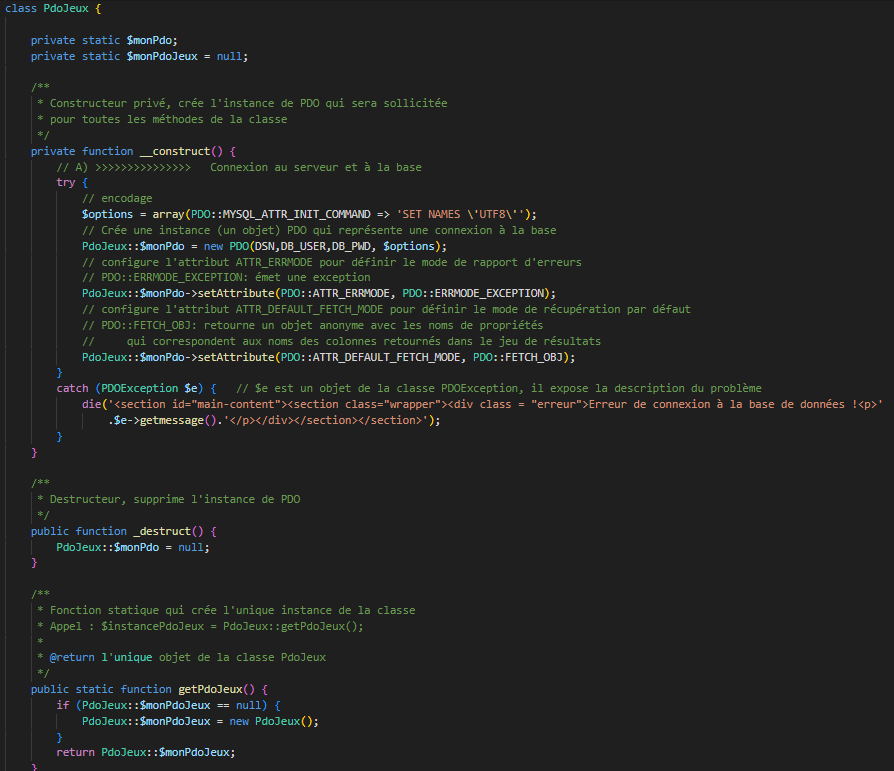 class PdoJeux {
private static $monPdo;
private static $monPdoJeux = null;
/**
* Constructeur privé, crée l'instance de PDO qui sera sollicitée
* pour toutes les méthodes de la classe
*/
private function __construct() {
// A) >>>>>>>>>>>>>>>   Connexion au serveur et à la base
try {
// encodage
$options = array(PDO::MYSQL_ATTR_INIT_COMMAND => 'SET NAMES \'UTF8\'');
// Crée une instance (un objet) PDO qui représente une connexion à la base
PdoJeux::$monPdo = new PDO(DSN,DB_USER,DB_PWD, $options);
// configure l'attribut ATTR_ERRMODE pour définir le mode de rapport d'erreurs
// PDO::ERRMODE_EXCEPTION: émet une exception
PdoJeux::$monPdo->setAttribute(PDO::ATTR_ERRMODE, PDO::ERRMODE_EXCEPTION);
// configure l'attribut ATTR_DEFAULT_FETCH_MODE pour définir le mode de récupération par défaut
// PDO::FETCH_OBJ: retourne un objet anonyme avec les noms de propriétés
//     qui correspondent aux noms des colonnes retournés dans le jeu de résultats
PdoJeux::$monPdo->setAttribute(PDO::ATTR_DEFAULT_FETCH_MODE, PDO::FETCH_OBJ);
}
catch (PDOException $e) {   // $e est un objet de la classe PDOException, il expose la description du problème
die('<section id="main-content"><section class="wrapper"><div class = "erreur">Erreur de connexion à la base de données !<p>'
.$e->getmessage().'</p></div></section></section>');
}
}
/**
* Destructeur, supprime l'instance de PDO
*/
public function _destruct() {
PdoJeux::$monPdo = null;
}
/**
* Fonction statique qui crée l'unique instance de la classe
* Appel : $instancePdoJeux = PdoJeux::getPdoJeux();
*
* @return l'unique objet de la classe PdoJeux
*/
public static function getPdoJeux() {
if (PdoJeux::$monPdoJeux == null) {
PdoJeux::$monPdoJeux = new PdoJeux();
}
return PdoJeux::$monPdoJeux;
}